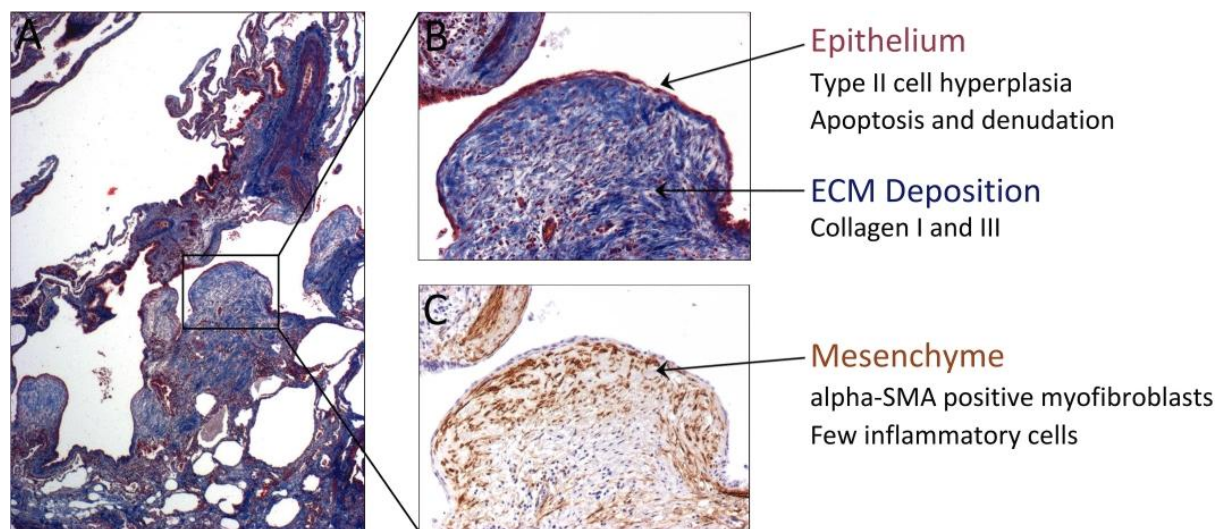 A
B
Epithelium
Type II cell hyperplasia
Apoptosis and denudation
ECM Deposition
Collagen I and III
C
Mesenchyme
alpha-SMA positive myofibroblasts
Few inflammatory cells